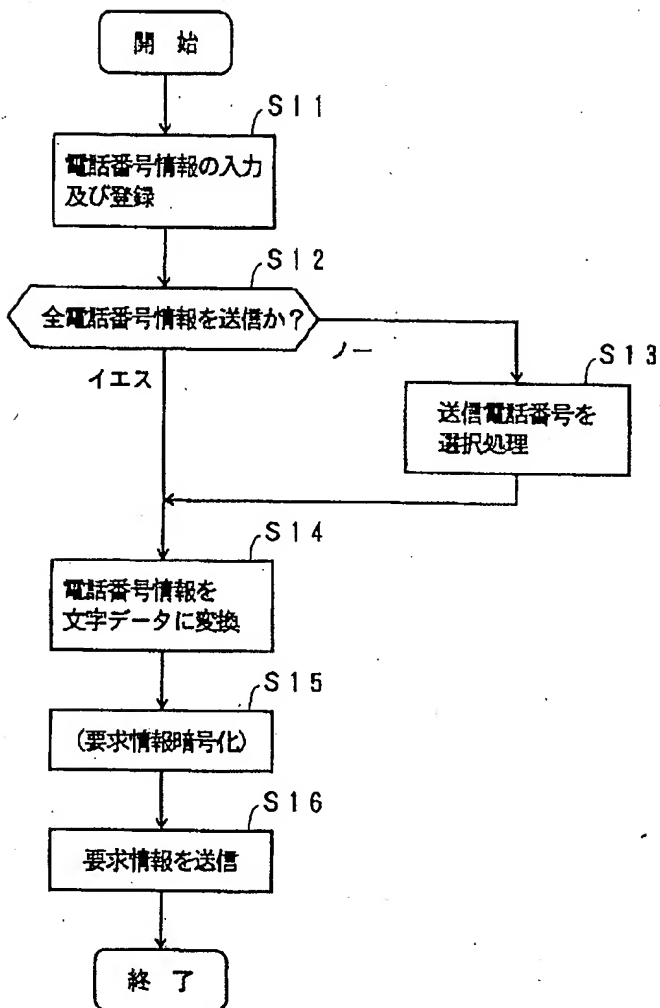 開 始
S11
電話番号情報の入力
及び登録
S12
全電話番号情報を送信か?
ノー
イエス
S13
送信電話番号を
選択処理
S14
電話番号情報を
文字データに変換
S15
(要求情報暗号化)
S16
要求情報を送信
終 了